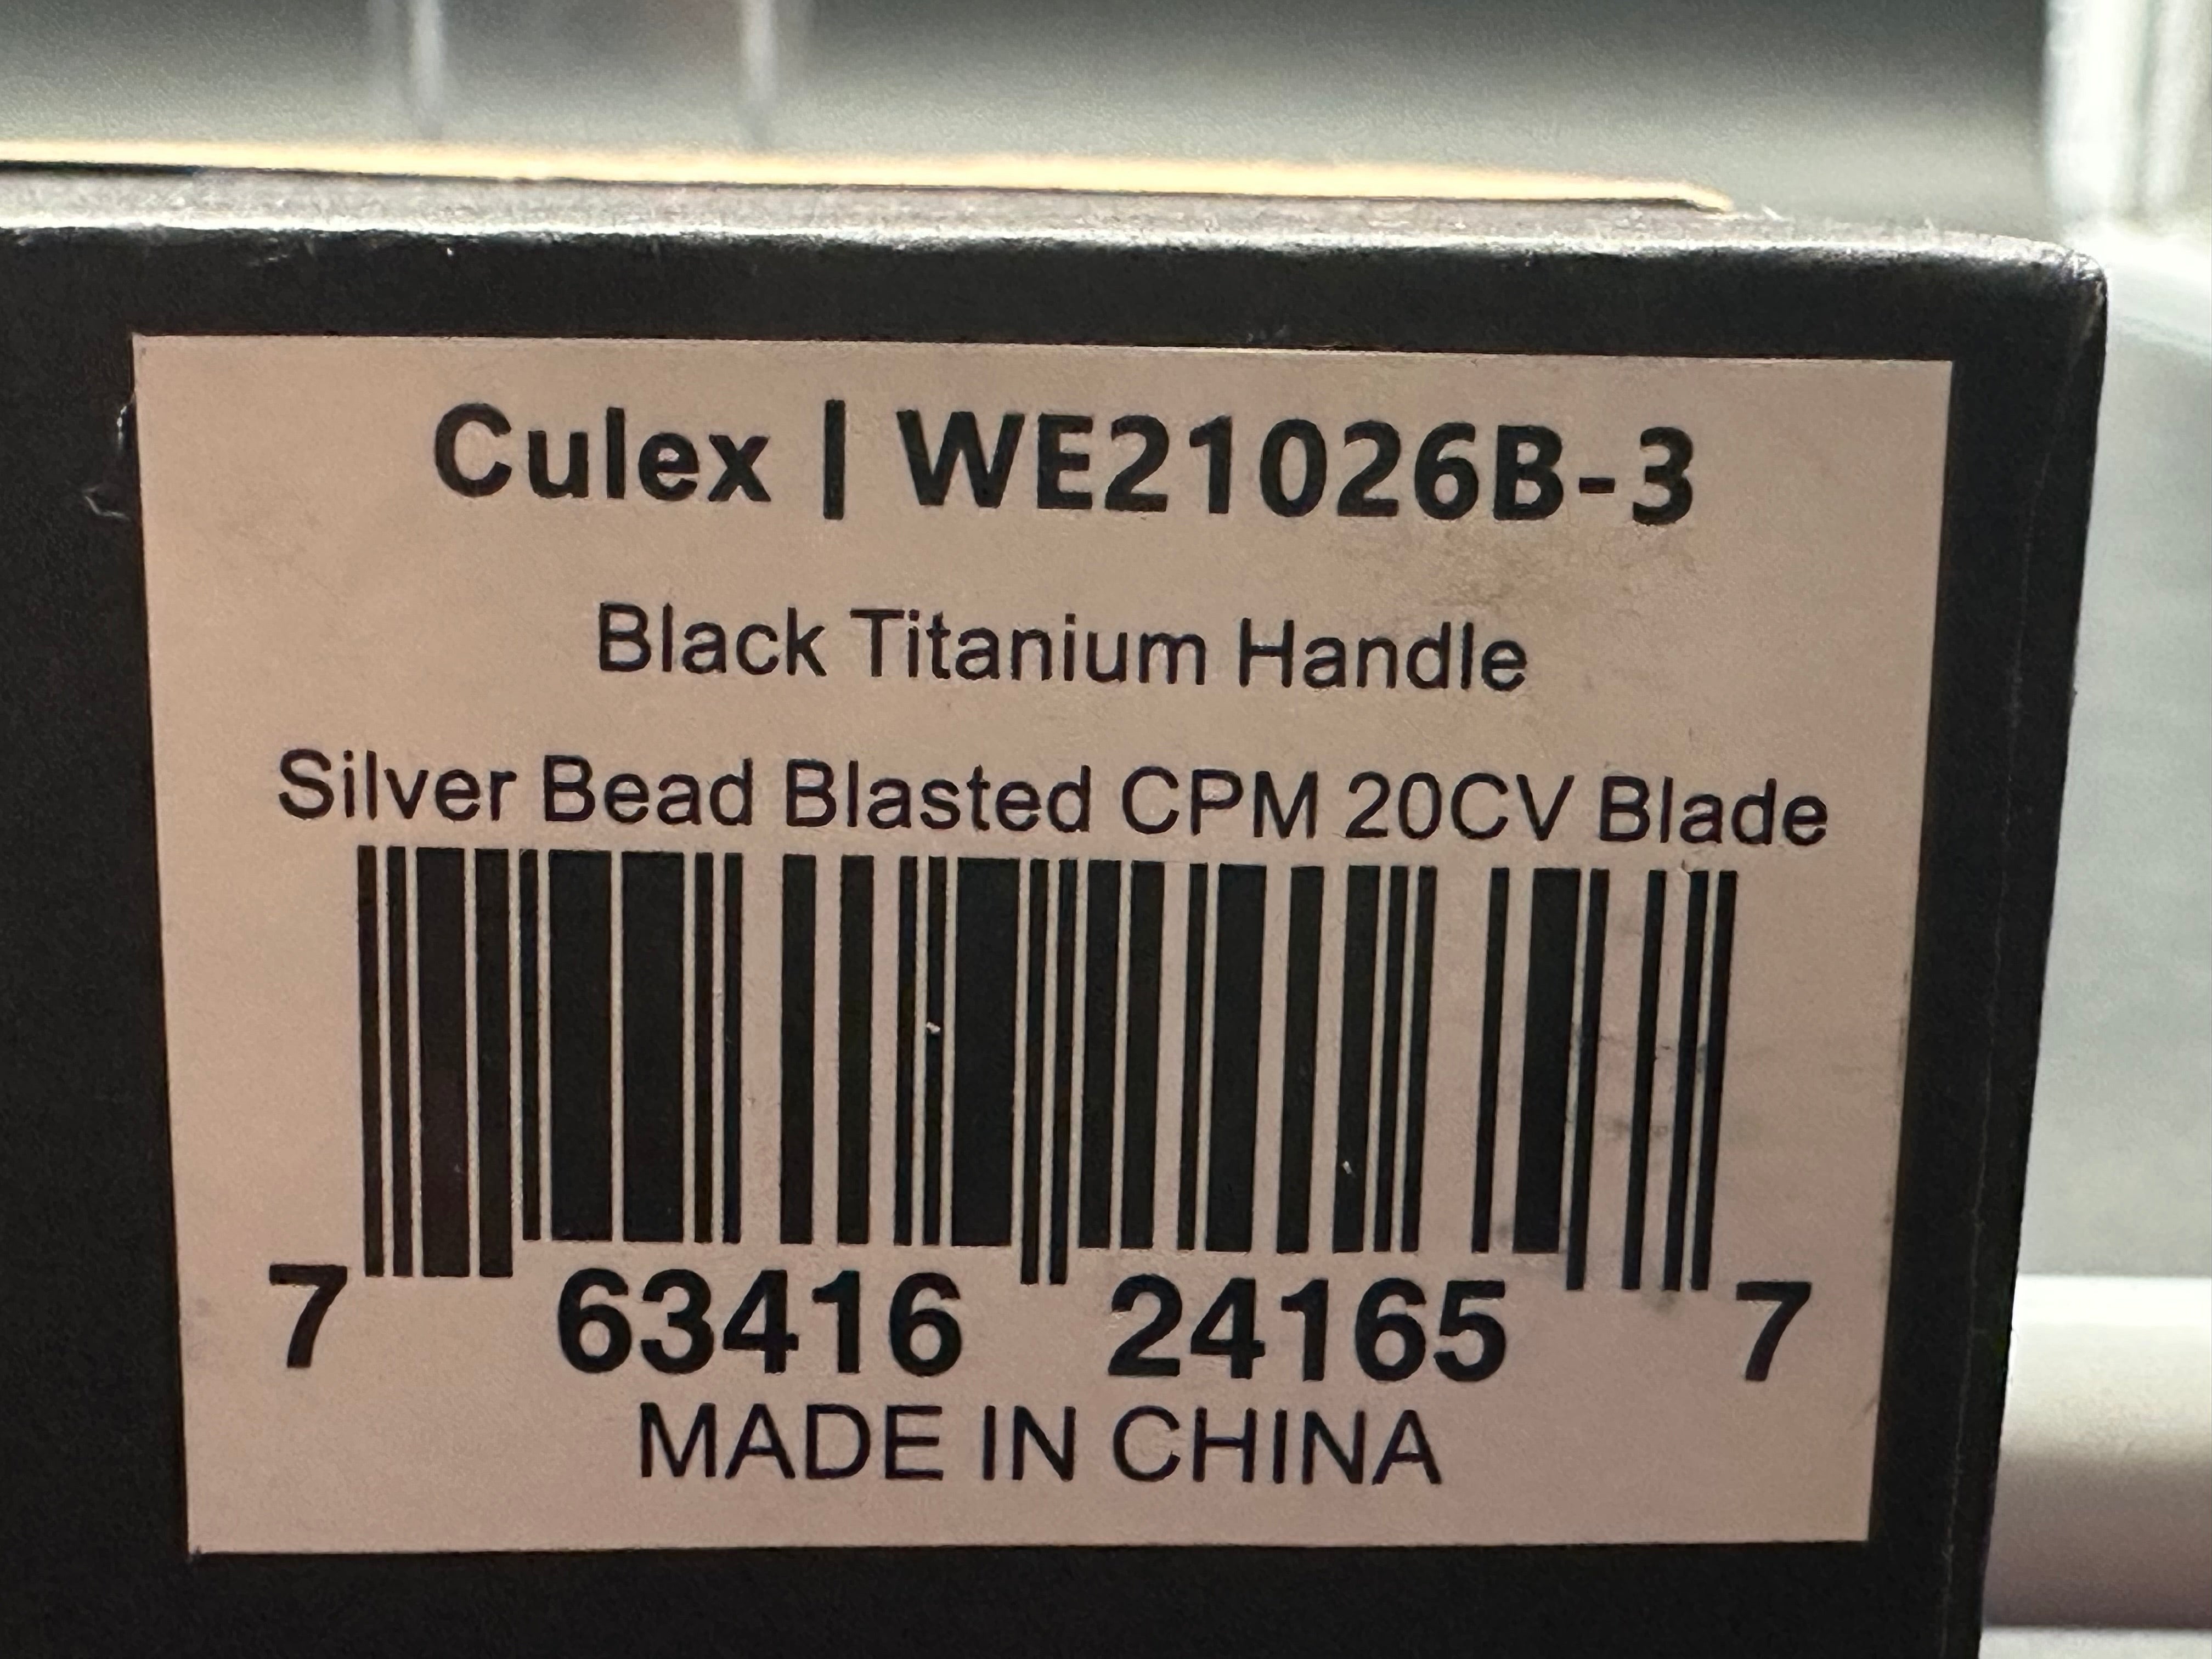 Culex | WE21026B-3
Black Titanium Handle
Silver Bead Blasted CPM 20CV Blade
7 63416 24165 7
MADE IN CHINA